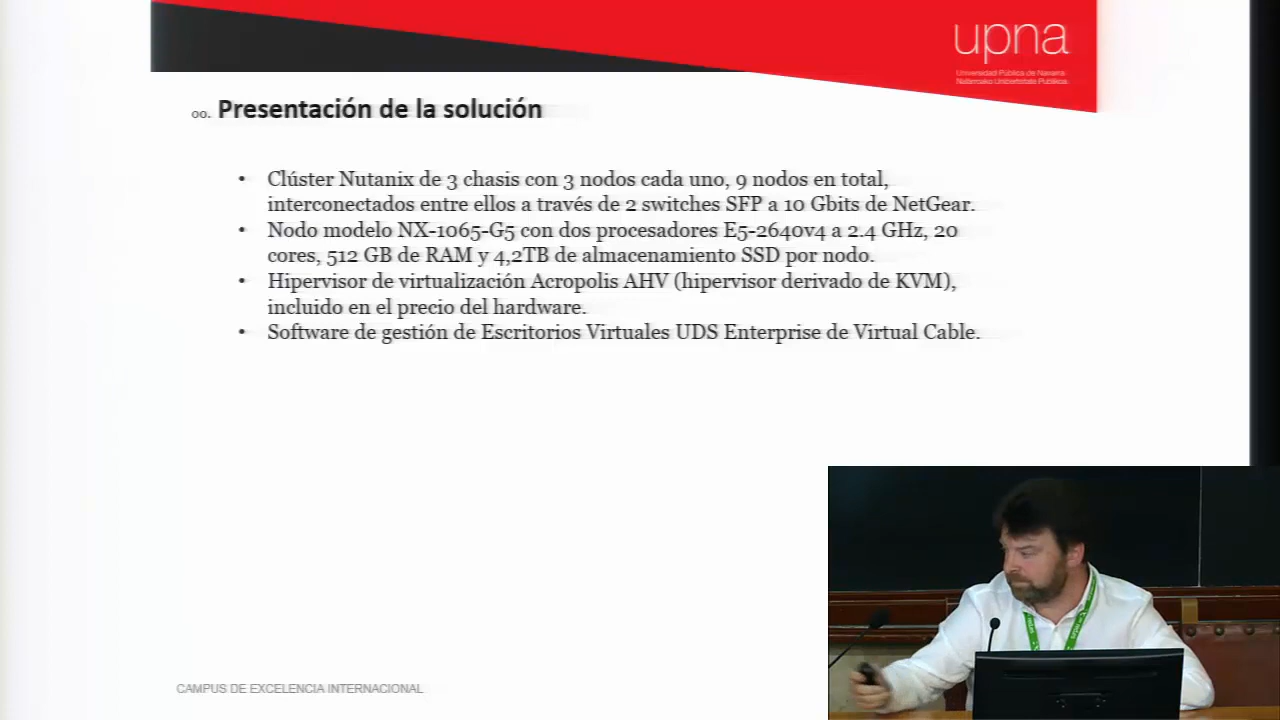 upna
Universidad Pública de Navarra
Nafarroako Unibertsitate Publikoa
oo. Presentación de la solución
• Clúster Nutanix de 3 chasis con 3 nodos cada uno, 9 nodos en total,
interconectados entre ellos a través de 2 switches SFP a 10 Gbits de NetGear.
• Nodo modelo NX-1065-G5 con dos procesadores E5-2640v4 a 2.4 GHz, 20
cores, 512 GB de RAM y 4,2TB de almacenamiento SSD por nodo.
• Hipervisor de virtualización Acropolis AHV (hipervisor derivado de KVM),
incluido en el precio del hardware.
• Software de gestión de Escritorios Virtuales UDS Enterprise de Virtual Cable.
CAMPUS DE EXCELENCIA INTERNACIONAL